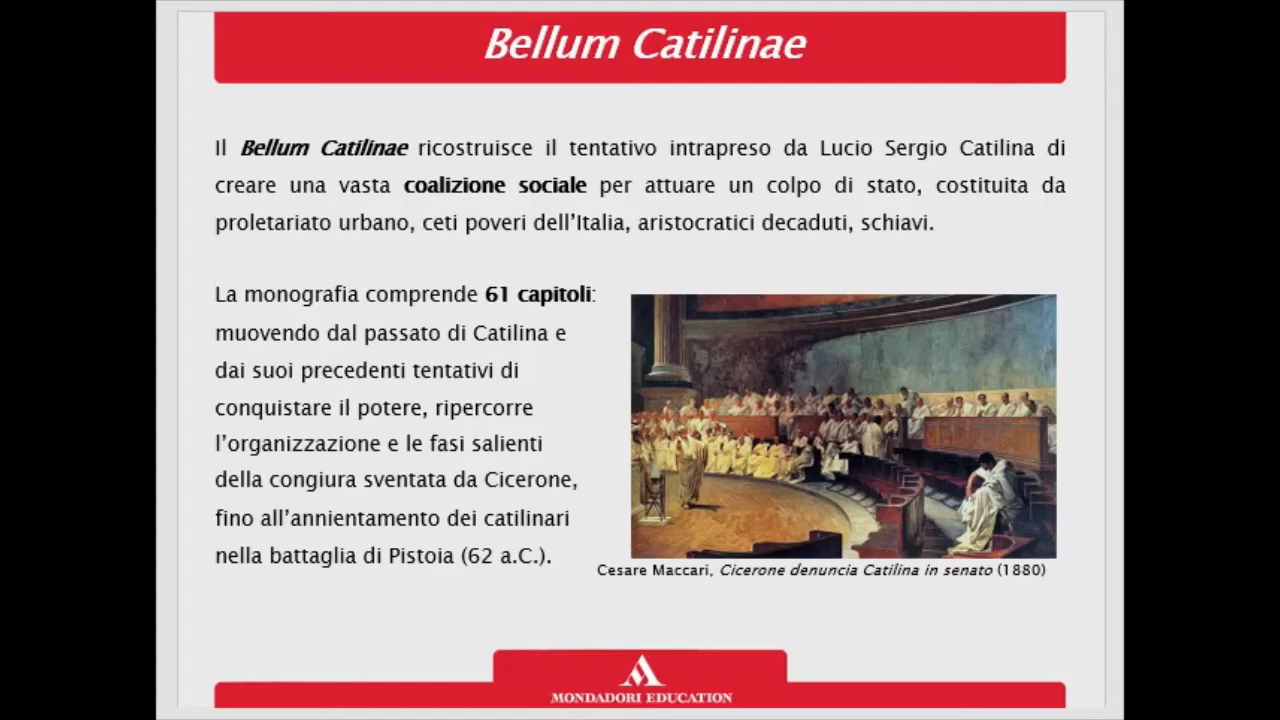 Bellum Catilinae
Il Bellum Catilinae ricostruisce il tentativo intrapreso da Lucio Sergio Catilina di
creare una vasta coalizione sociale per attuare un colpo di stato, costituita da
proletariato urbano, ceti poveri dell’Italia, aristocratici decaduti, schiavi.
La monografia comprende 61 capitoli:
muovendo dal passato di Catilina e
dai suoi precedenti tentativi di
conquistare il potere, ripercorre
l’organizzazione e le fasi salienti
della congiura sventata da Cicerone,
fino all’annientamento dei catilinari
nella battaglia di Pistoia (62 a.C.).
Cesare Maccari, Cicerone denuncia Catilina in senato (1880)
MONDADORI EDUCATION